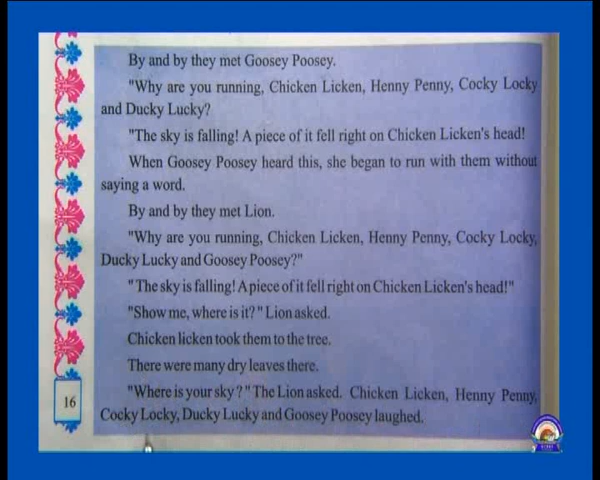 By and by they met Goosey Poosey.
"Why are you running, Chicken Licken, Henny Penny, Cocky Locky
and Ducky Lucky?
"The sky is falling! A piece of it fell right on Chicken Licken's head!
When Goosey Poosey heard this, she began to run with them without
saying a word.
By and by they met Lion.
"Why are you running, Chicken Licken, Henny Penny, Cocky Locky,
Ducky Lucky and Goosey Poosey?"
"The sky is falling! A piece of it fell right on Chicken Licken's head!"
"Show me, where is it?" Lion asked.
Chicken licken took them to the tree.
There were many dry leaves there.
"Where is your sky?" The Lion asked. Chicken Licken, Henny Penny,
Cocky Locky, Ducky Lucky and Goosey Poosey laughed.
16